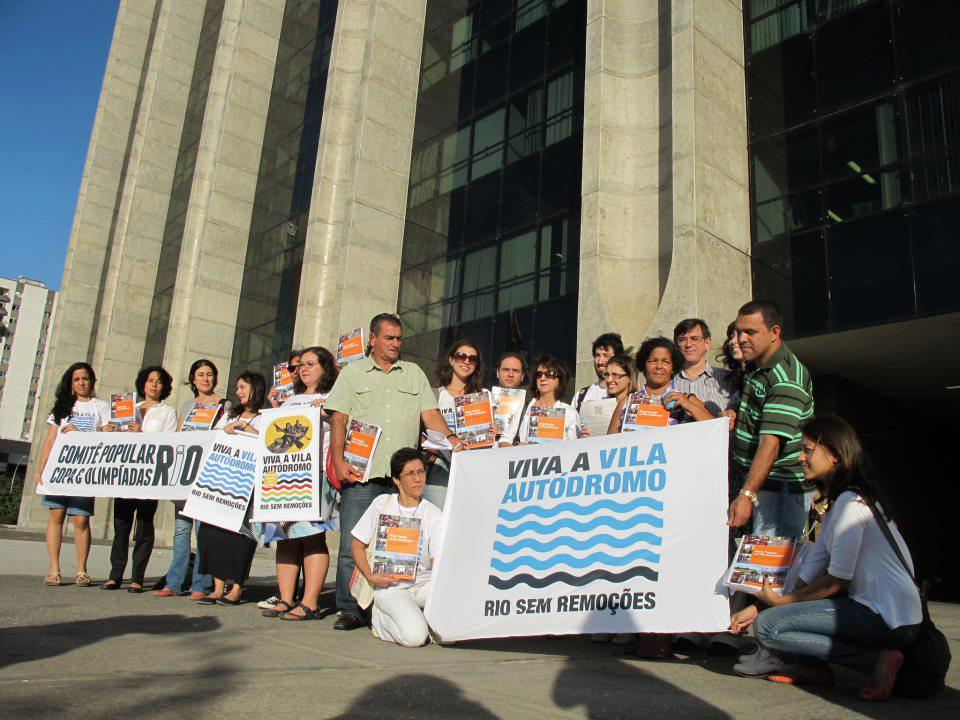 COMITÊ POPULAR
COPA & OLIMPÍADAS RIO
VIVA A VILA
AUTÓDROMO
RIO SEM REMOÇÕES
VIVA A VILA
AUTÓDROMO
RIO SEM REMOÇÕES
VIVA A VILA
AUTÓDROMO
RIO SEM REMOÇÕES